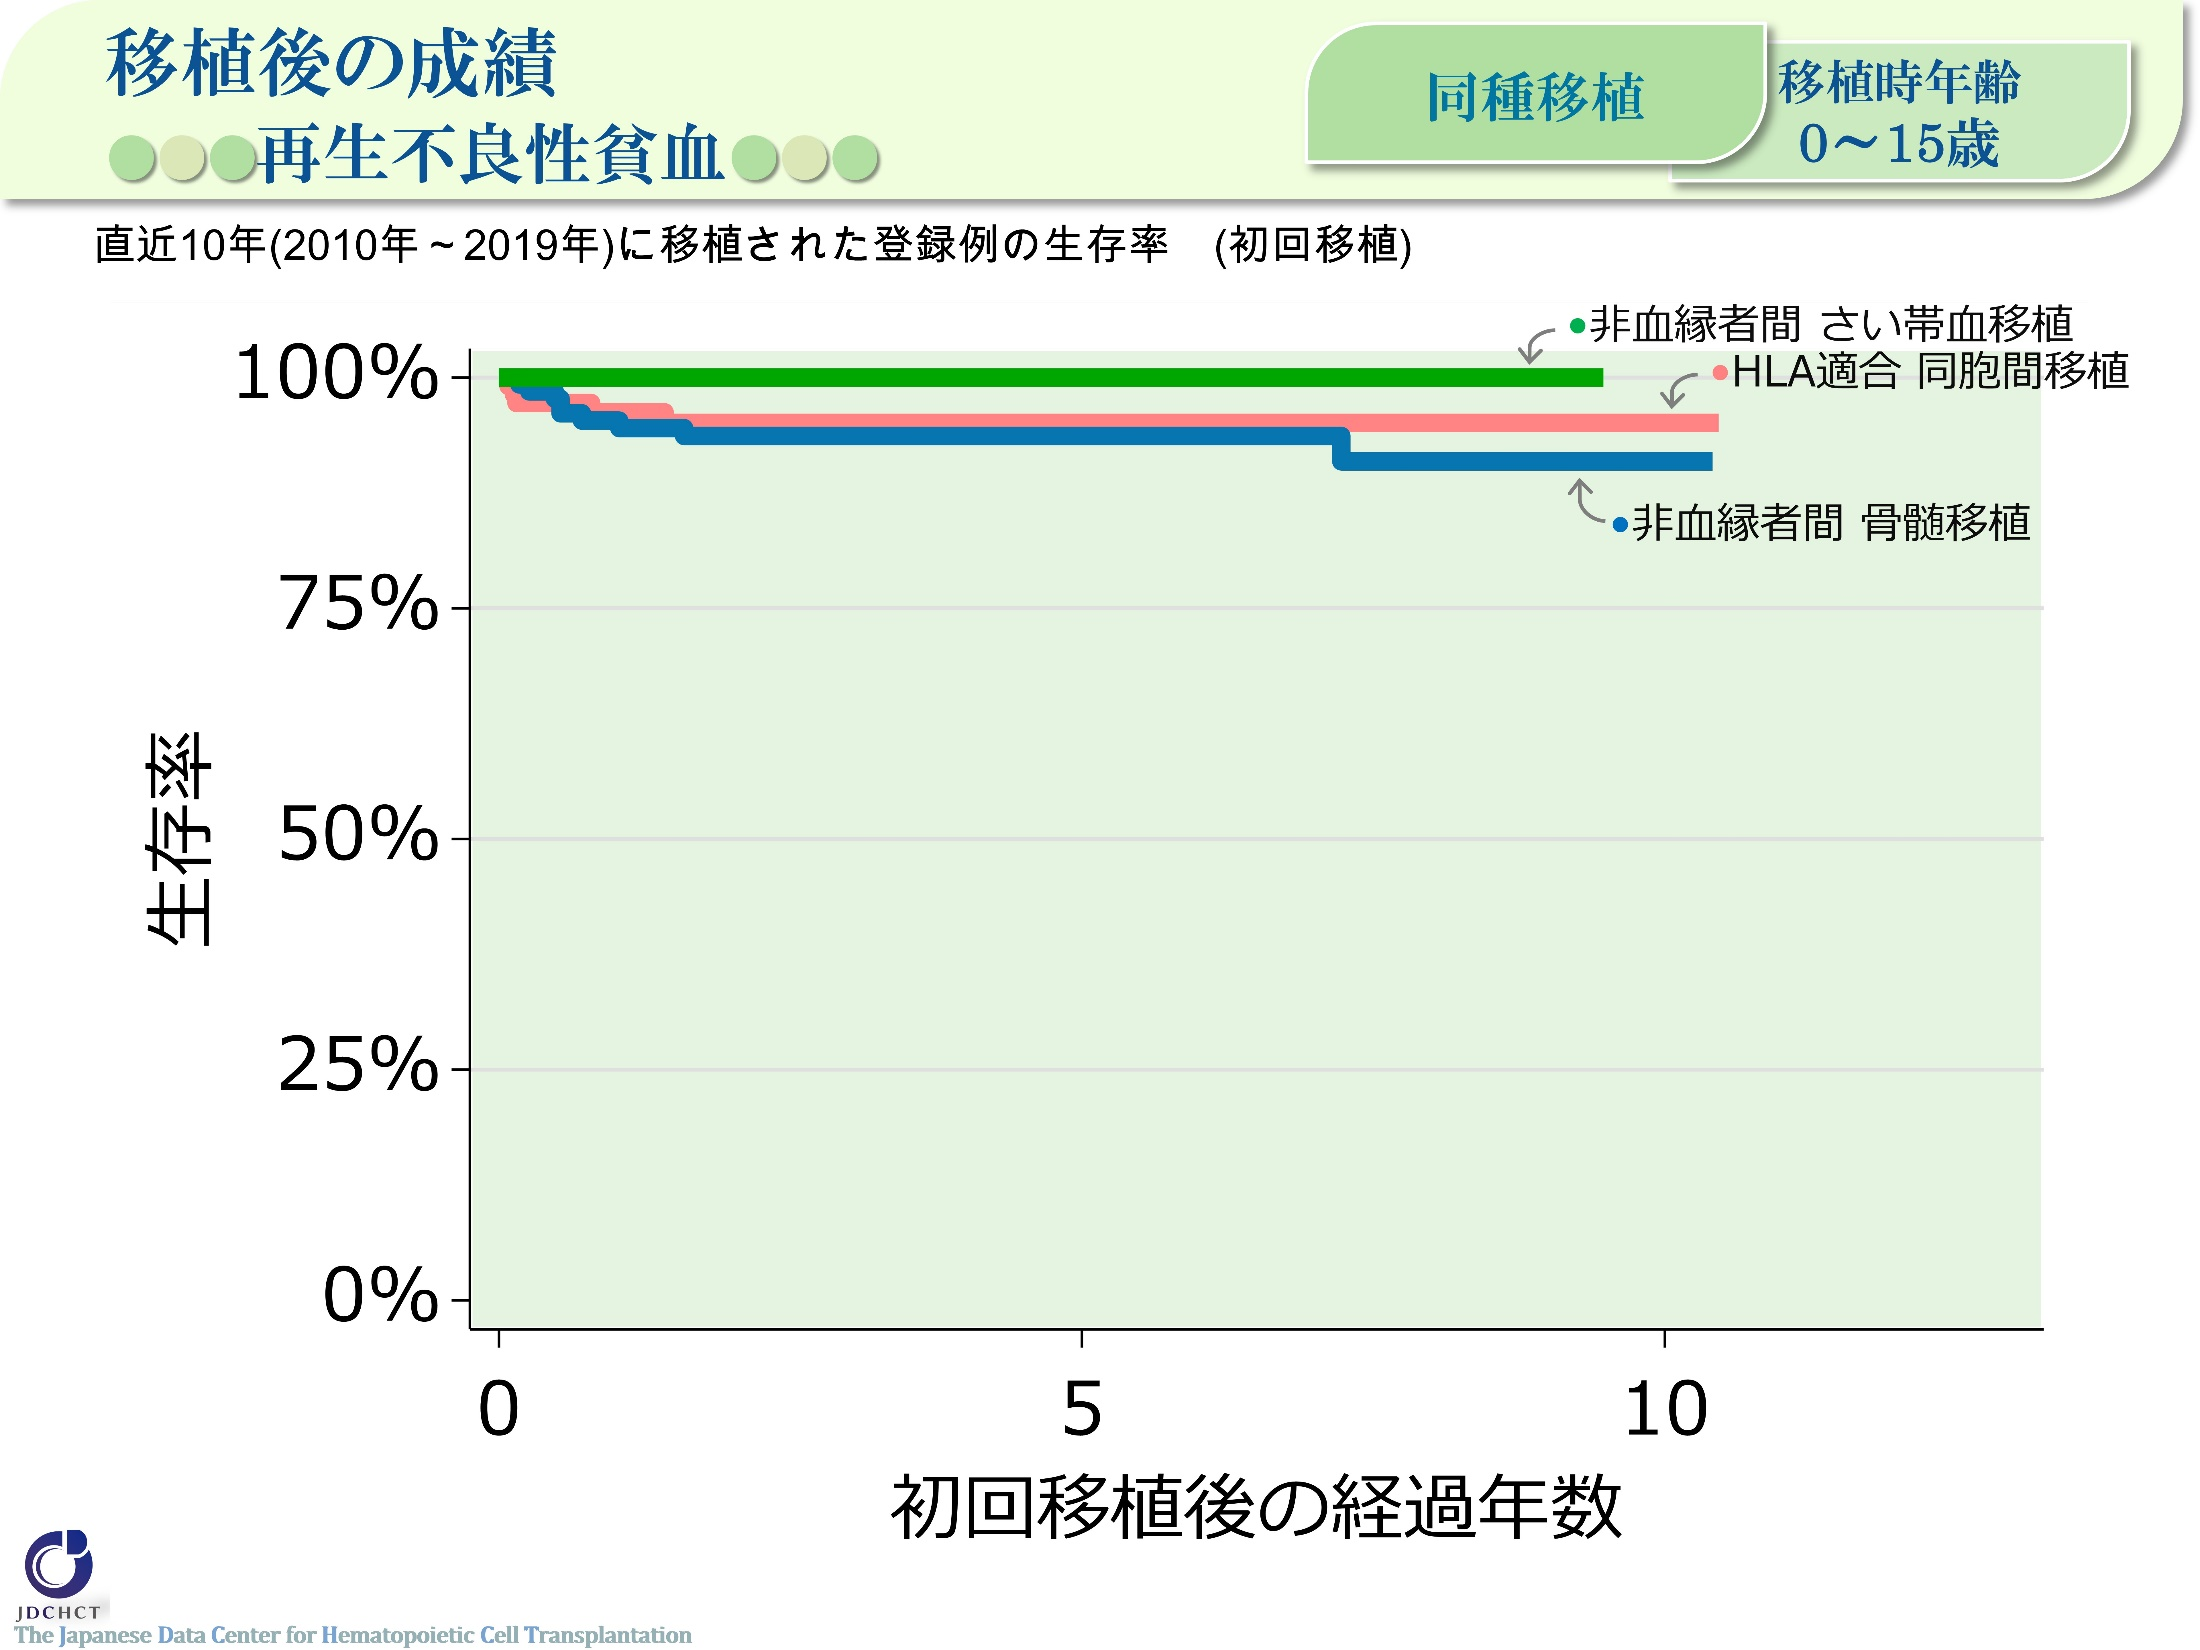 移植後の成績
再生不良性貧血
同種移植
移植時年齢
0～15歳
直近10年(2010年～2019年)に移植された登録例の生存率　(初回移植)
非血縁者間 さい帯血移植
HLA適合 同胞間移植
非血縁者間 骨髄移植
100%
75%
50%
25%
0%
生存率
0
5
10
初回移植後の経過年数
JDCHCT
The Japanese Data Center for Hematopoietic Cell Transplantation